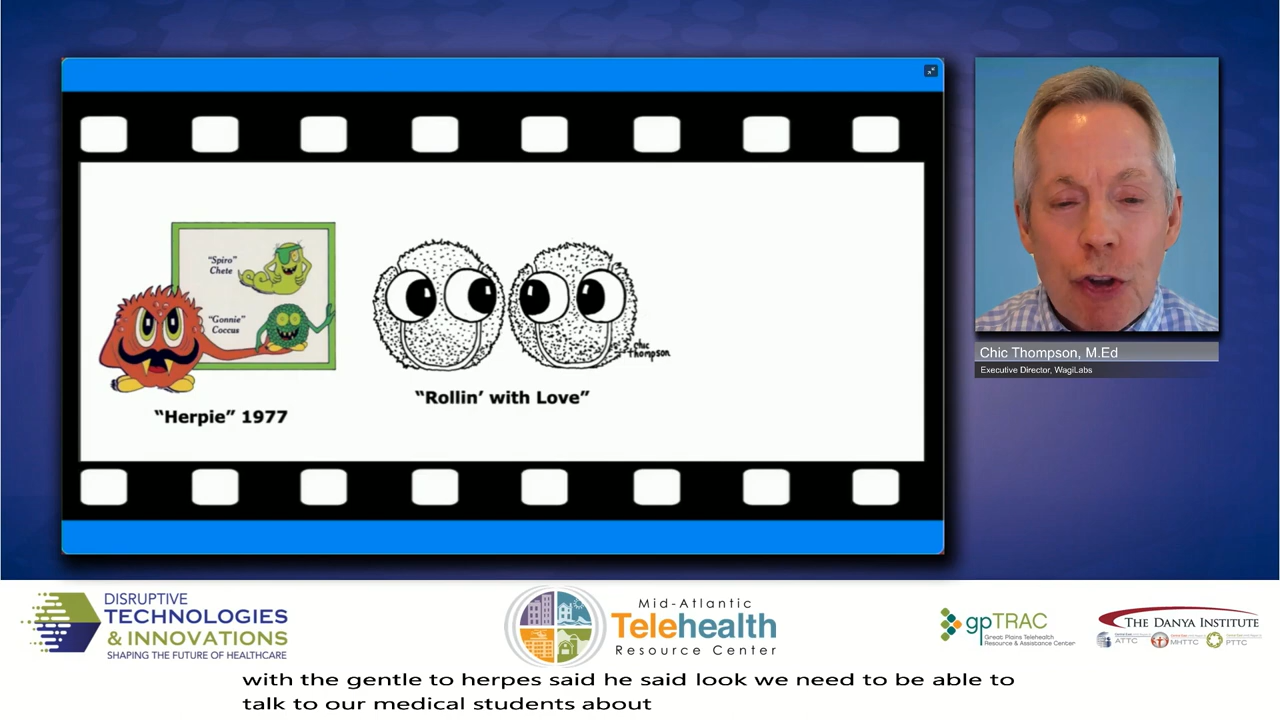 "Spiro"
Chete
"Gonnie"
Coccus
"Herpie" 1977
Chic
Thompson
"Rollin' with Love"
Chic Thompson, M.Ed
Executive Director, WagiLabs
DISRUPTIVE
TECHNOLOGIES
& INNOVATIONS
SHAPING THE FUTURE OF HEALTHCARE
Mid-Atlantic
Telehealth
Resource Center
gpTRAC
Great Plains Telehealth
Resource & Assistance Center
THE DANYA INSTITUTE
ATTC
MHTTC
PTTC
with the gentle to herpes said he said look we need to be able to
talk to our medical students about